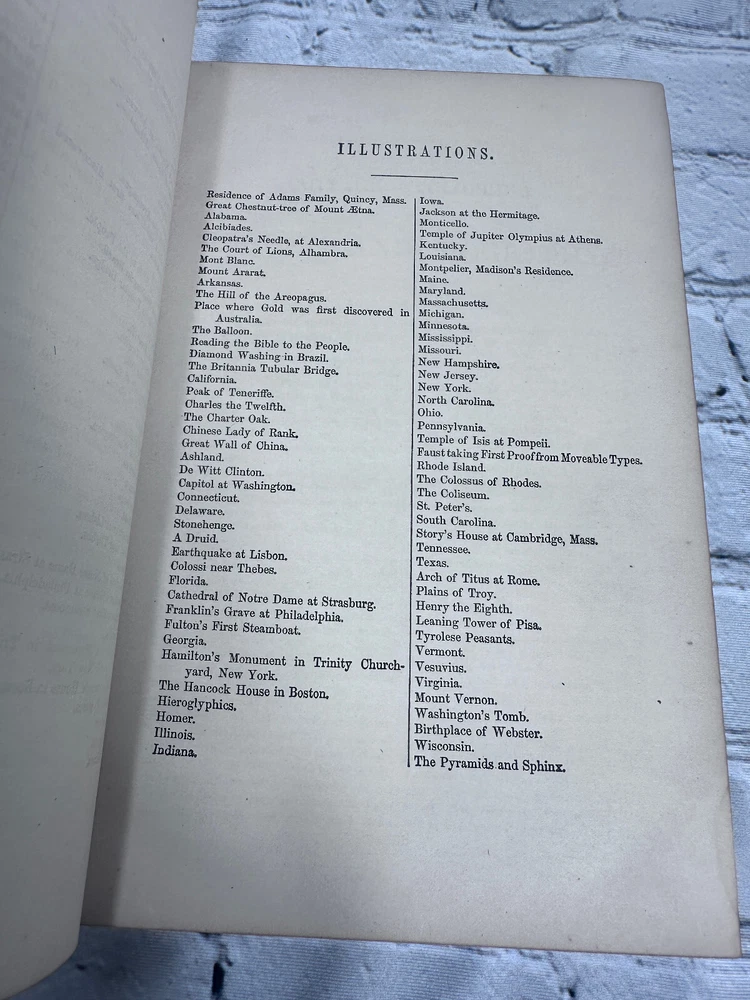 ILLUSTRATIONS.
Residence of Adams Family, Quincy, Mass.
Great Chestnut-tree of Mount Ætna.
Alabama.
Alcibiades.
Cleopatra's Needle, at Alexandria.
The Court of Lions, Alhambra.
Mont Blanc.
Mount Ararat.
Arkansas.
The Hill of the Areopagus.
Place where Gold was first discovered in
Australia.
The Balloon.
Reading the Bible to the People.
Diamond Washing in Brazil.
The Britannia Tubular Bridge.
California.
Peak of Teneriffe.
Charles the Twelfth.
The Charter Oak.
Chinese Lady of Rank.
Great Wall of China.
Ashland.
De Witt Clinton.
Capitol at Washington.
Connecticut.
Delaware.
Stonehenge.
A Druid.
Earthquake at Lisbon.
Colossi near Thebes.
Florida.
Cathedral of Notre Dame at Strasburg.
Franklin's Grave at Philadelphia.
Fulton's First Steamboat.
Georgia.
Hamilton's Monument in Trinity Church-
yard, New York.
The Hancock House in Boston.
Hieroglyphics.
Homer.
Illinois.
Indiana.
Iowa.
Jackson at the Hermitage.
Monticello.
Temple of Jupiter Olympius at Athens.
Kentucky.
Louisiana.
Montpelier, Madison's Residence.
Maine.
Maryland.
Massachusetts.
Michigan.
Minnesota.
Mississippi.
Missouri.
New Hampshire.
New Jersey.
New York.
North Carolina.
Ohio.
Pennsylvania.
Temple of Isis at Pompeii.
Faust taking First Proof from Moveable Types.
Rhode Island.
The Colossus of Rhodes.
The Coliseum.
St. Peter's.
South Carolina.
Story's House at Cambridge, Mass.
Tennessee.
Texas.
Arch of Titus at Rome.
Plains of Troy.
Henry the Eighth.
Leaning Tower of Pisa.
Tyrolese Peasants.
Vermont.
Vesuvius.
Virginia.
Mount Vernon.
Washington's Tomb.
Birthplace of Webster.
Wisconsin.
The Pyramids and Sphinx.